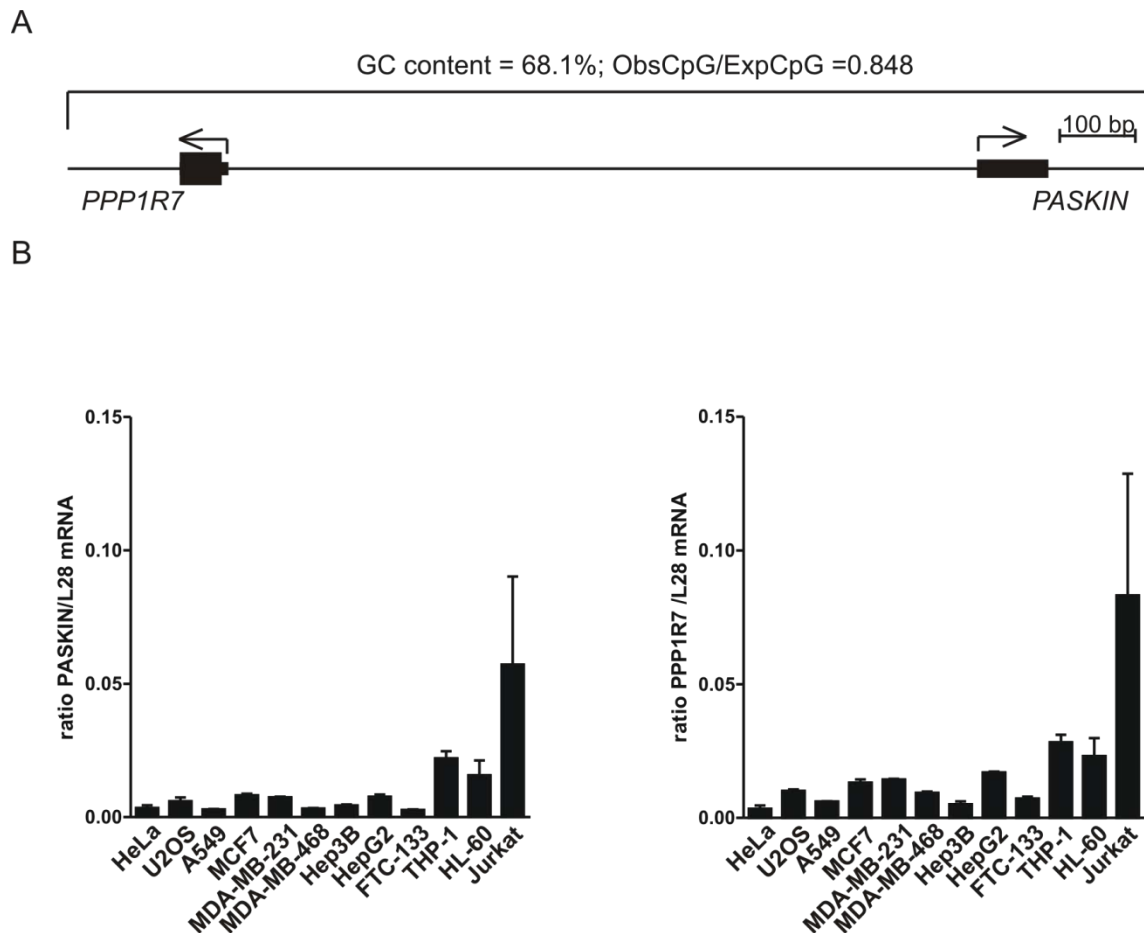 A
GC content = 68.1%; ObsCpG/ExpCpG =0.848
100 bp
PPP1R7
PASKIN
B
ratio PASKIN/L28 mRNA
0.15
0.10
0.05
0.00
HeLa
U2OS
A549
MCF7
MDA-MB-231
MDA-MB-468
Hep3B
HepG2
FTC-133
THP-1
HL-60
Jurkat
ratio PPP1R7 /L28 mRNA
0.15
0.10
0.05
0.00
HeLa
U2OS
A549
MCF7
MDA-MB-231
MDA-MB-468
Hep3B
HepG2
FTC-133
THP-1
HL-60
Jurkat